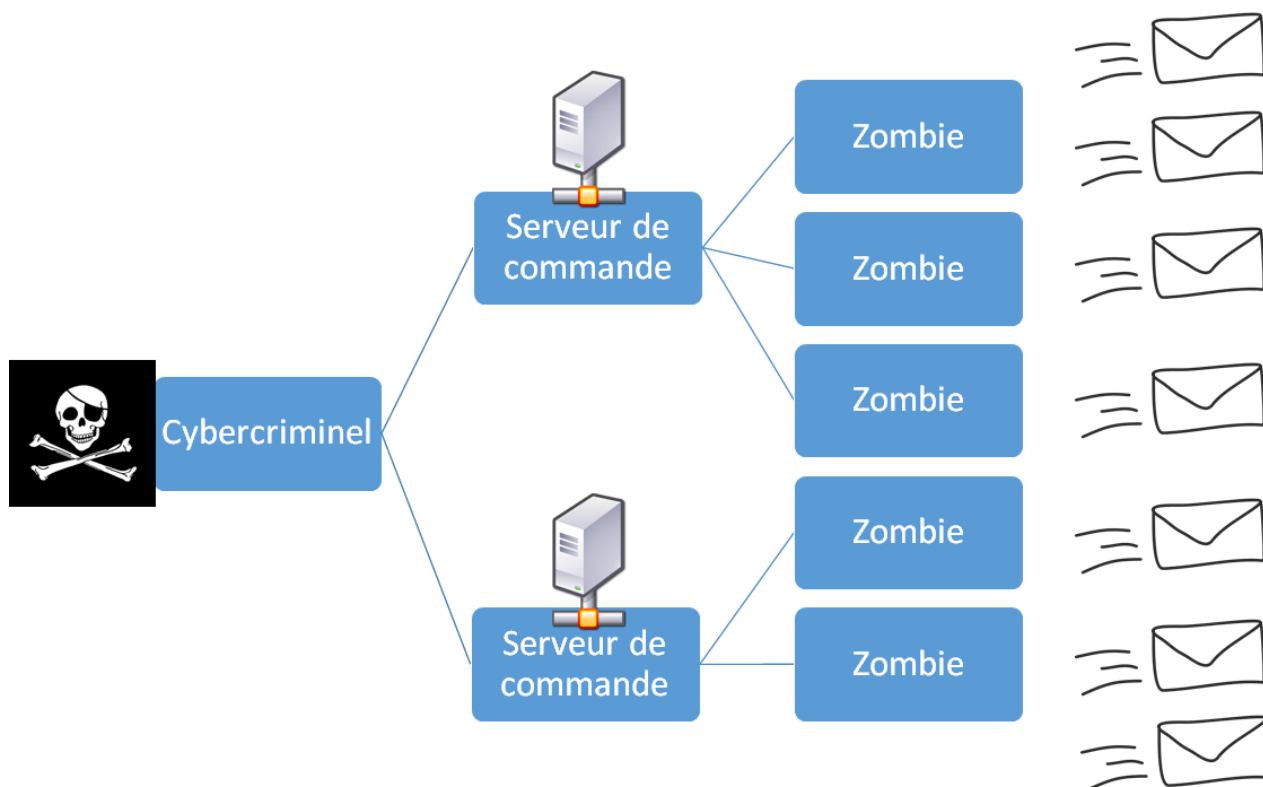 Cybercriminel
Serveur de
commande
Serveur de
commande
Zombie
Zombie
Zombie
Zombie
Zombie